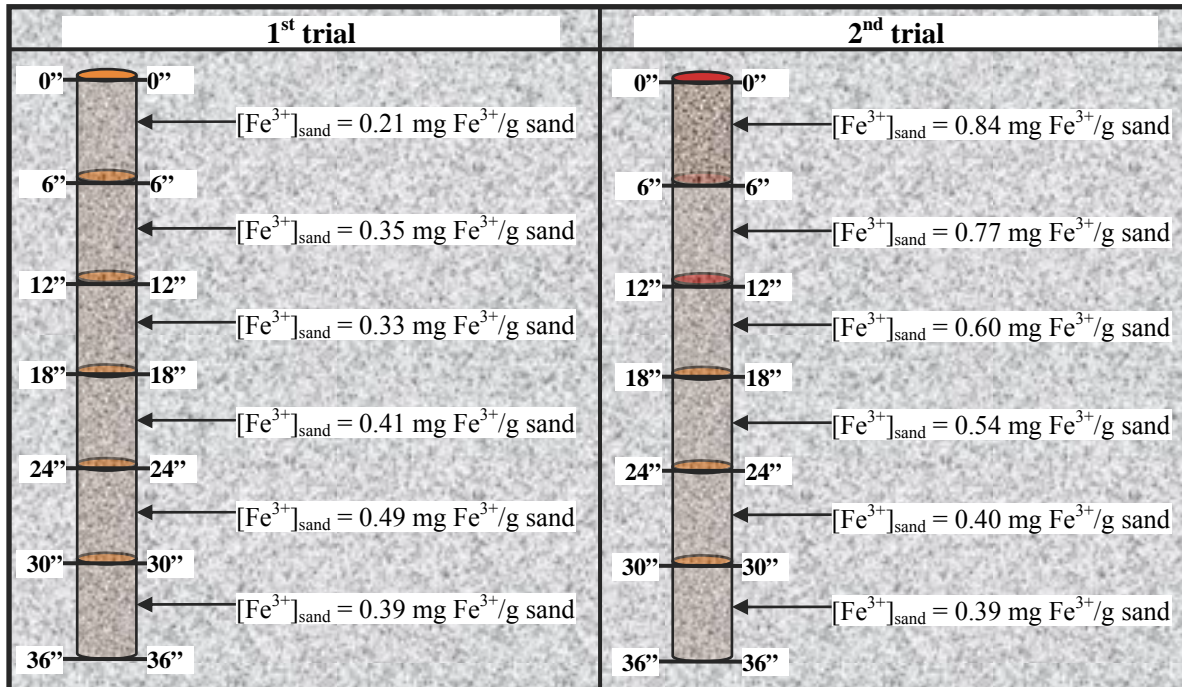 1st trial
0” 0”
[Fe3+]sand = 0.21 mg Fe3+/g sand
6” 6”
[Fe3+]sand = 0.35 mg Fe3+/g sand
12” 12”
[Fe3+]sand = 0.33 mg Fe3+/g sand
18” 18”
[Fe3+]sand = 0.41 mg Fe3+/g sand
24” 24”
[Fe3+]sand = 0.49 mg Fe3+/g sand
30” 30”
[Fe3+]sand = 0.39 mg Fe3+/g sand
36” 36”
2nd trial
0” 0”
[Fe3+]sand = 0.84 mg Fe3+/g sand
6” 6”
[Fe3+]sand = 0.77 mg Fe3+/g sand
12” 12”
[Fe3+]sand = 0.60 mg Fe3+/g sand
18” 18”
[Fe3+]sand = 0.54 mg Fe3+/g sand
24” 24”
[Fe3+]sand = 0.40 mg Fe3+/g sand
30” 30”
[Fe3+]sand = 0.39 mg Fe3+/g sand
36” 36”